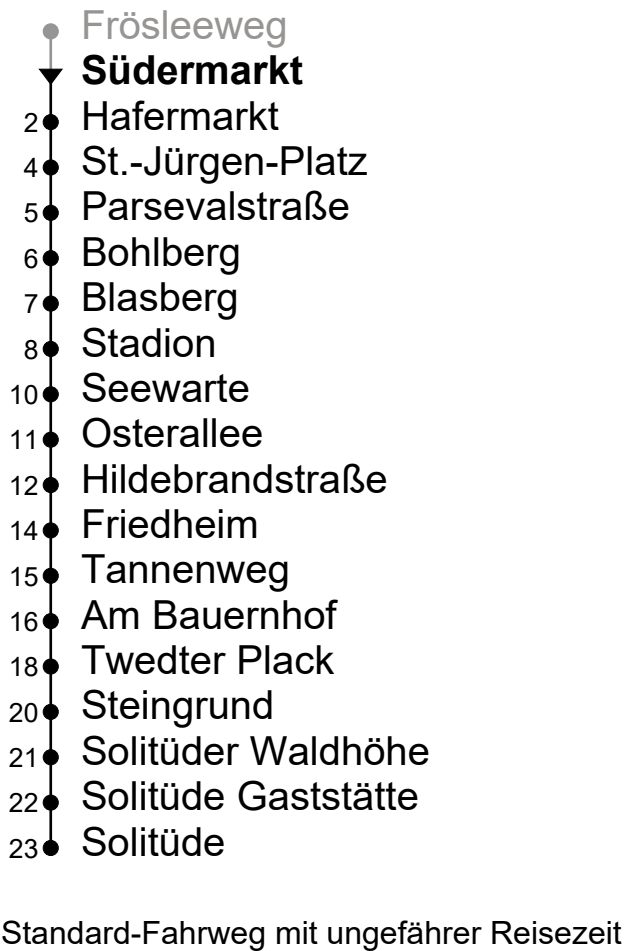 Frösleeweg
Südermarkt
2 Hafermarkt
4 St.-Jürgen-Platz
5 Parsevalstraße
6 Bohlberg
7 Blasberg
8 Stadion
10 Seewarte
11 Osterallee
12 Hildebrandstraße
14 Friedheim
15 Tannenweg
16 Am Bauernhof
18 Twedter Plack
20 Steingrund
21 Solitüder Waldhöhe
22 Solitüde Gaststätte
23 Solitüde
Standard-Fahrweg mit ungefährer Reisezeit